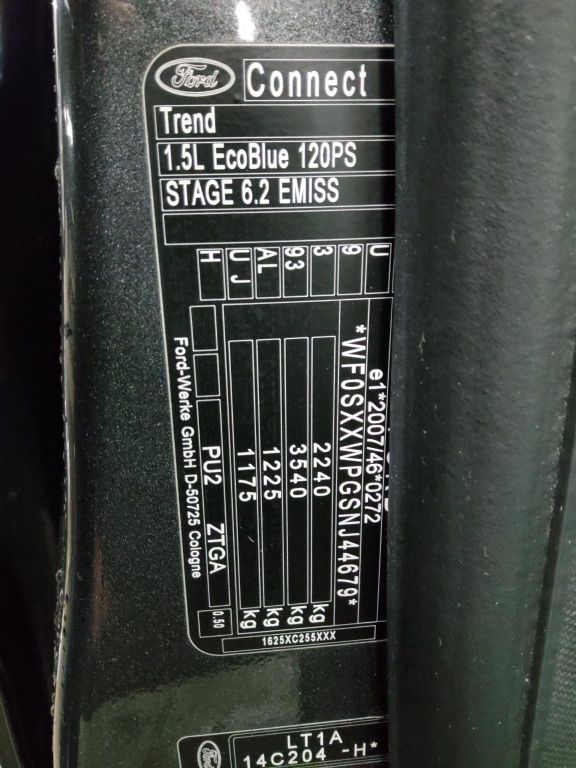 Ford Connect
Trend
1.5L EcoBlue 120PS
STAGE 6.2 EMISS
U
9
3
93
AL
UJ
H
e1*2007/46*0272
*WF0SXXWPGSNJ44679*
2240 kg
3540 kg
1225 kg
1175 kg
PU2 ZTGA 0.50
Ford-Werke GmbH D-50725 Cologne
1625XC255XXX
Ford
LT1A
14C204 -H*